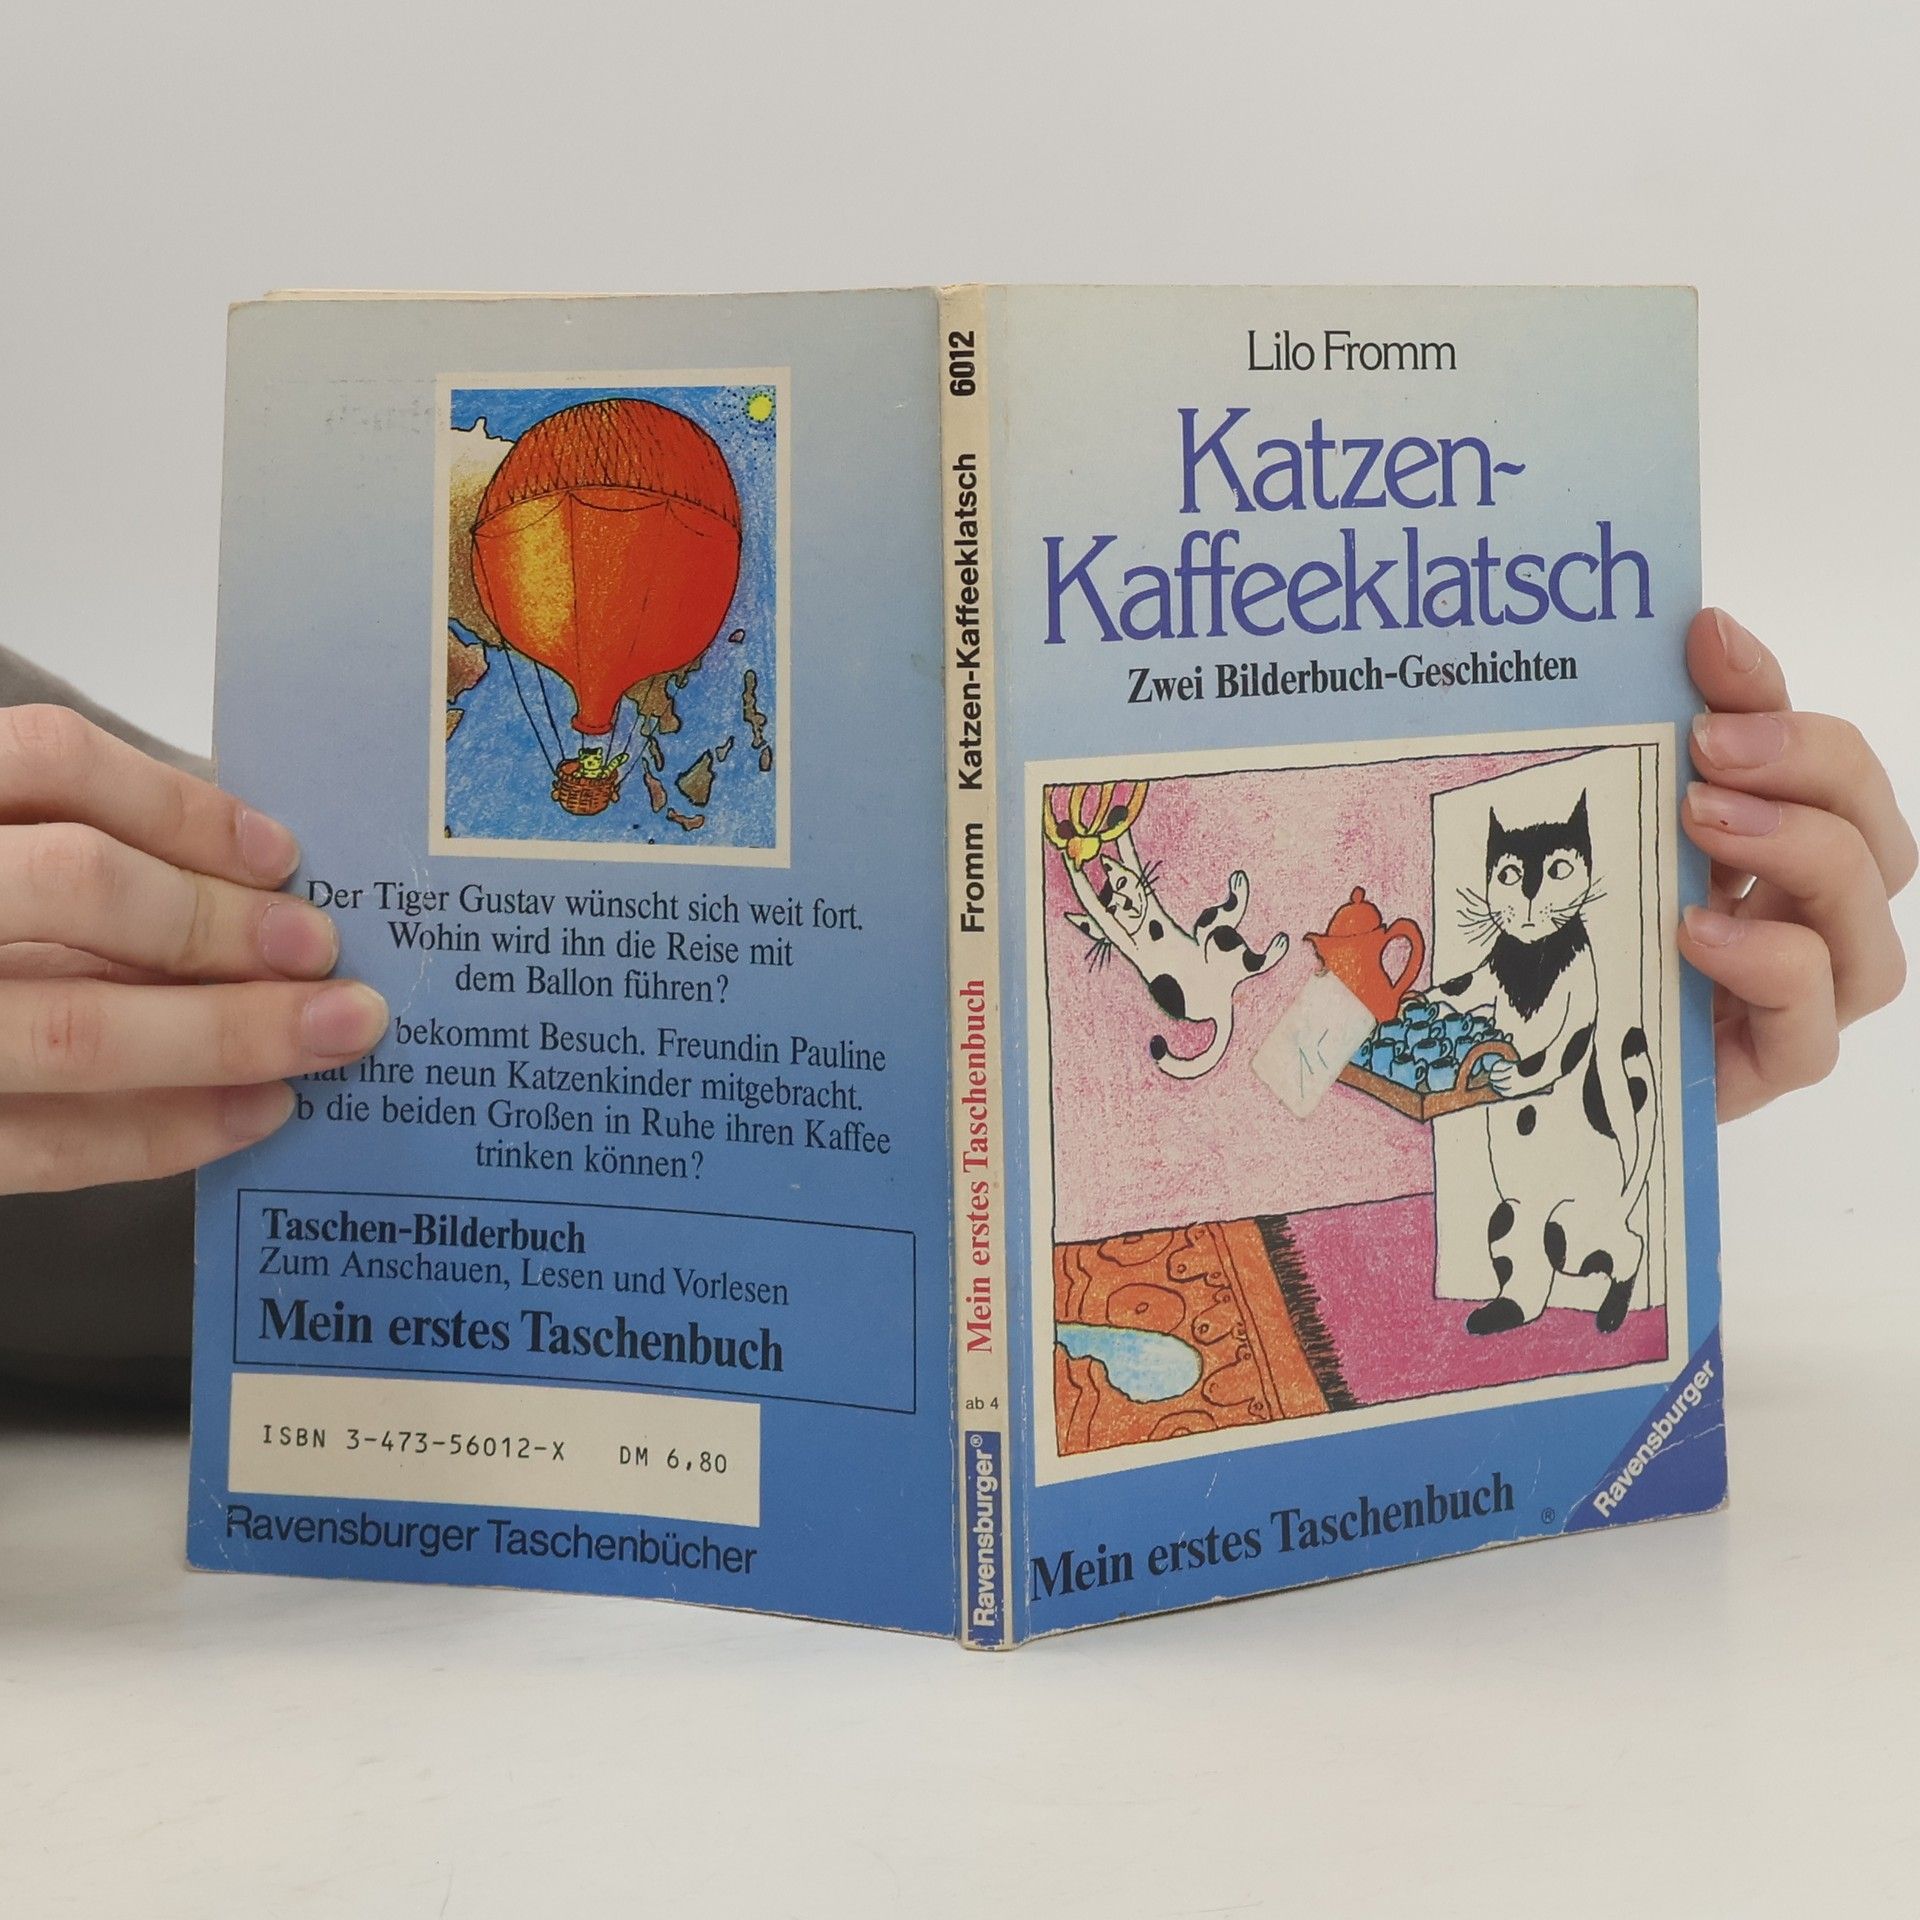 Der Tiger Gustav wünscht sich weit fort.
Wohin wird ihn die Reise mit
dem Ballon führen?
bekommt Besuch. Freundin Pauline
ihre neun Katzenkinder mitgebracht.
die beiden Großen in Ruhe ihren Kaffee
trinken können?
Taschen-Bilderbuch
Zum Anschauen, Lesen und Vorlesen
Mein erstes Taschenbuch
ISBN 3-473-56012-X DM 6,80
Ravensburger Taschenbücher
6012
Katzen-Kaffeeklatsch
Fromm
Mein erstes Taschenbuch
ab 4
Ravensburger®
Lilo Fromm
Katzen-
Kaffeeklatsch
Zwei Bilderbuch-Geschichten
Mein erstes Taschenbuch ®
Ravensburger